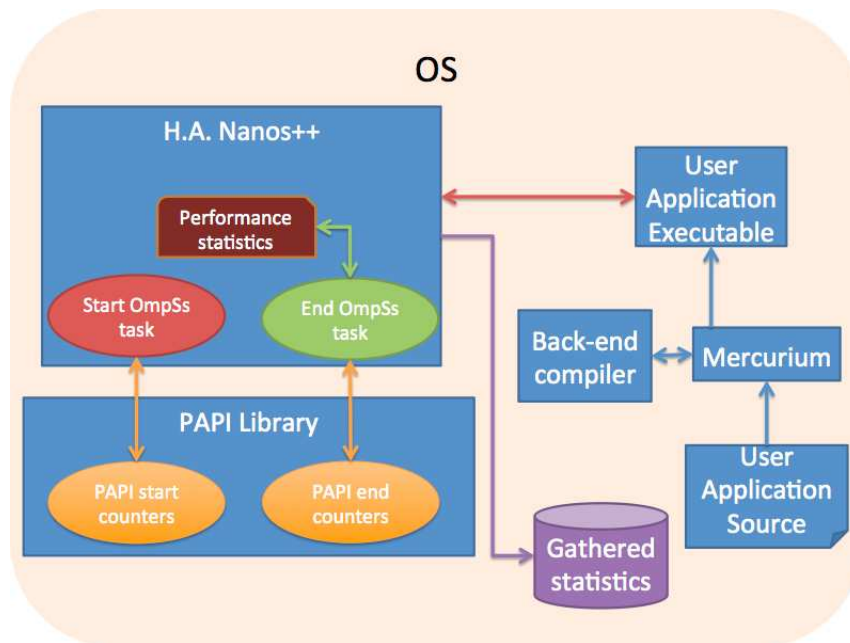 OS
H.A. Nanos++
Performance
statistics
Start OmpSs
task
End OmpSs
task
PAPI Library
PAPI start
counters
PAPI end
counters
User
Application
Executable
Back-end
compiler
Mercurium
User
Application
Source
Gathered
statistics